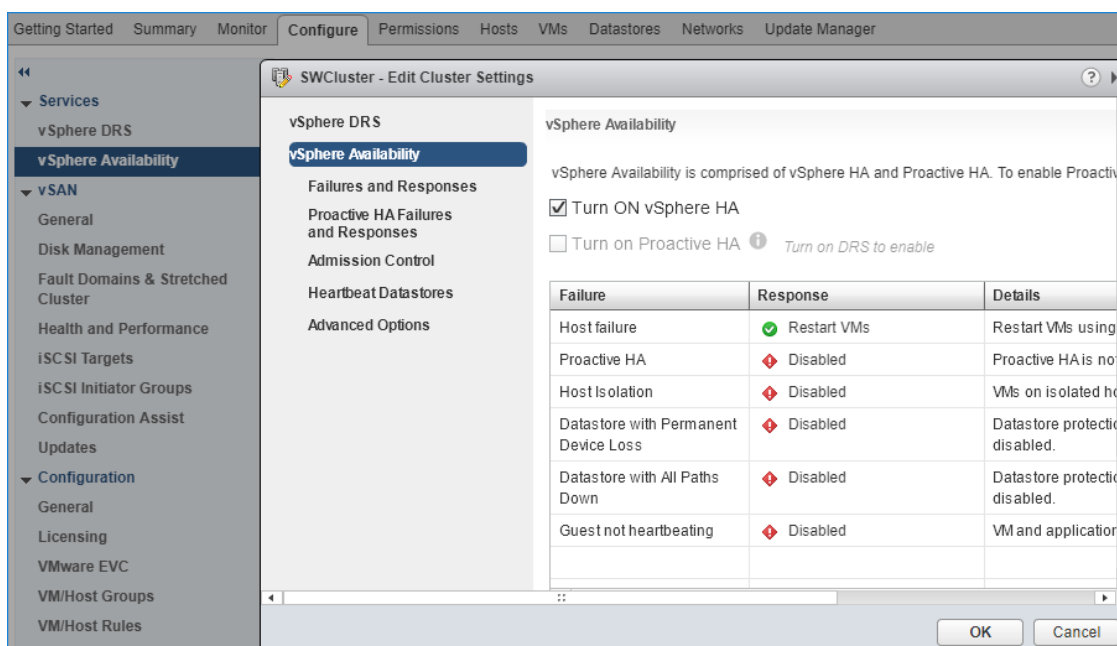 Getting Started Summary Monitor Configure Permissions Hosts VMs Datastores Networks Update Manager
Services
vSphere DRS
vSphere Availability
vSAN
General
Disk Management
Fault Domains & Stretched
Cluster
Health and Performance
iSCSI Targets
iSCSI Initiator Groups
Configuration Assist
Updates
Configuration
General
Licensing
VMware EVC
VM/Host Groups
VM/Host Rules
SWCluster - Edit Cluster Settings
?
vSphere DRS
vSphere Availability
Failures and Responses
Proactive HA Failures
and Responses
Admission Control
Heartbeat Datastores
Advanced Options
vSphere Availability
vSphere Availability is comprised of vSphere HA and Proactive HA. To enable Proactiv
Turn ON vSphere HA
Turn on Proactive HA Turn on DRS to enable
Failure Response Details
Host failure Restart VMs Restart VMs using
Proactive HA Disabled Proactive HA is no
Host Isolation Disabled VMs on isolated ho
Datastore with Permanent Disabled Datastore protectio
Device Loss disabled.
Datastore with All Paths Disabled Datastore protectio
Down disabled.
Guest not heartbeating Disabled VM and application
OK Cancel